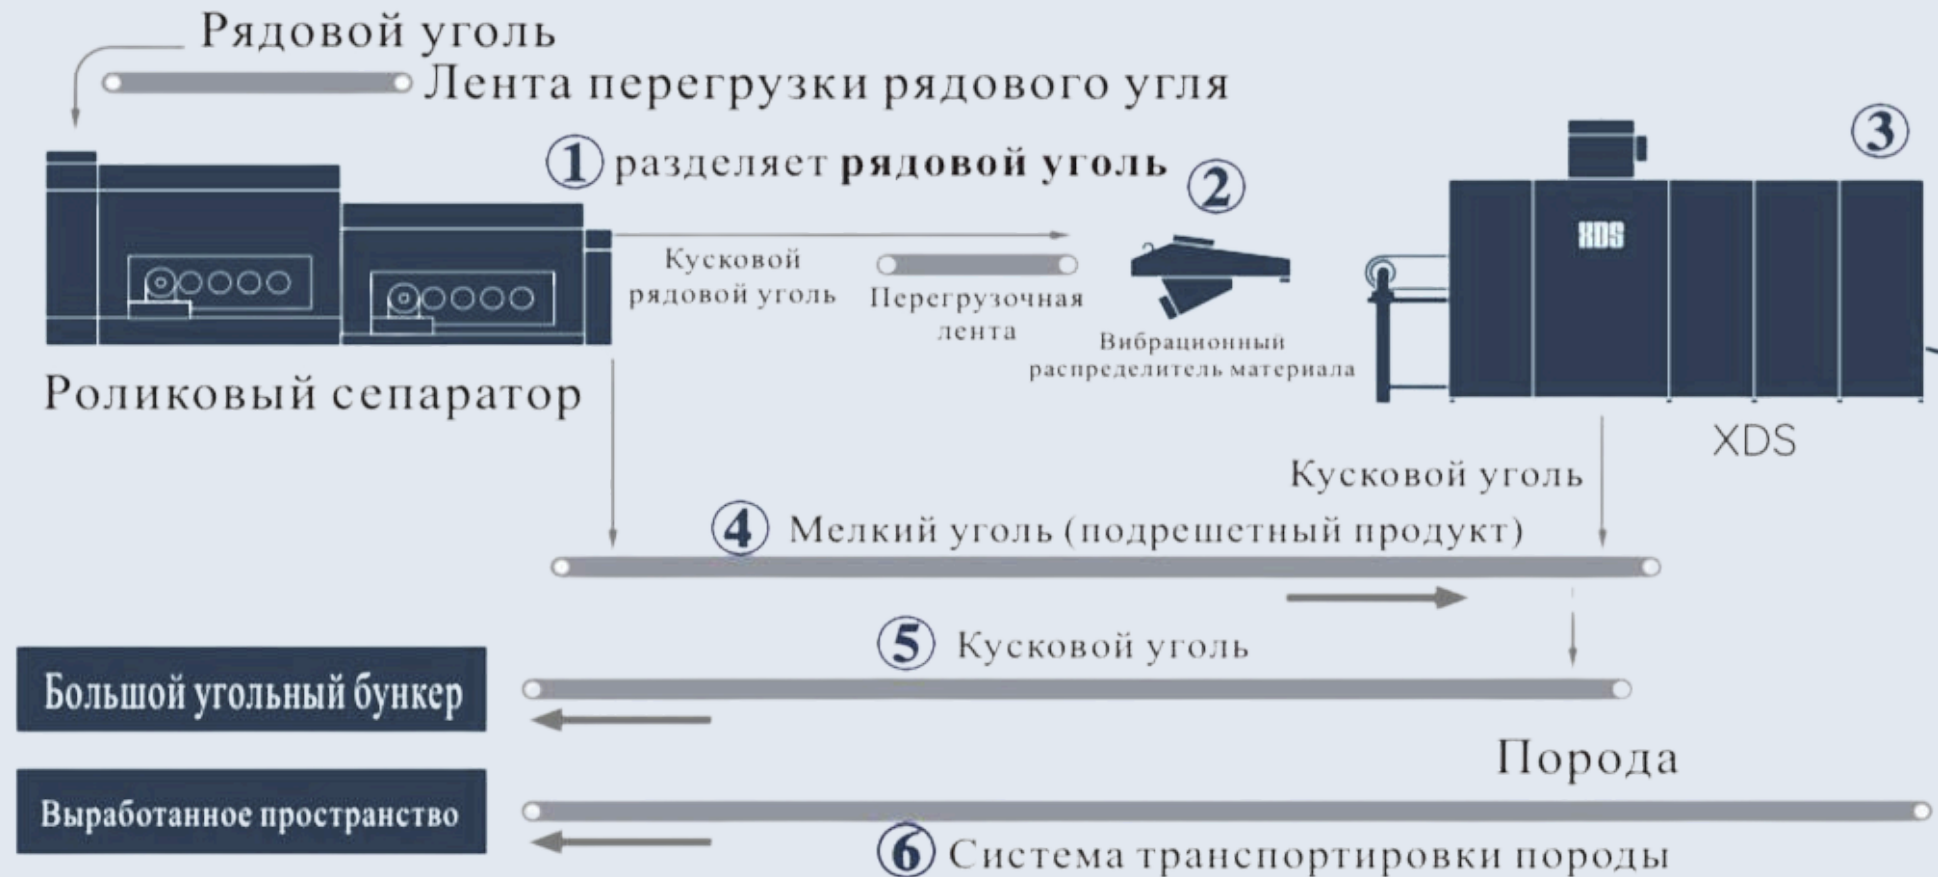 Рядовой уголь
Лента перегрузки рядового угля
① разделяет рядовой уголь
②
③
XDS
Кусковой
рядовой уголь
Перегрузочная
лента
Вибрационный
распределитель материала
Роликовый сепаратор
XDS
Кусковой уголь
④ Мелкий уголь (подрешетный продукт)
⑤ Кусковой уголь
Большой угольный бункер
Порода
Выработанное пространство
⑥ Система транспортировки породы